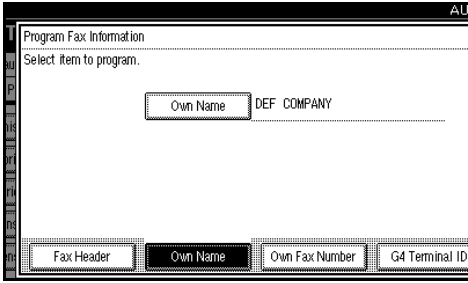 AU
Program Fax Information
Select item to program.
Own Name DEF COMPANY
Fax Header Own Name Own Fax Number G4 Terminal ID